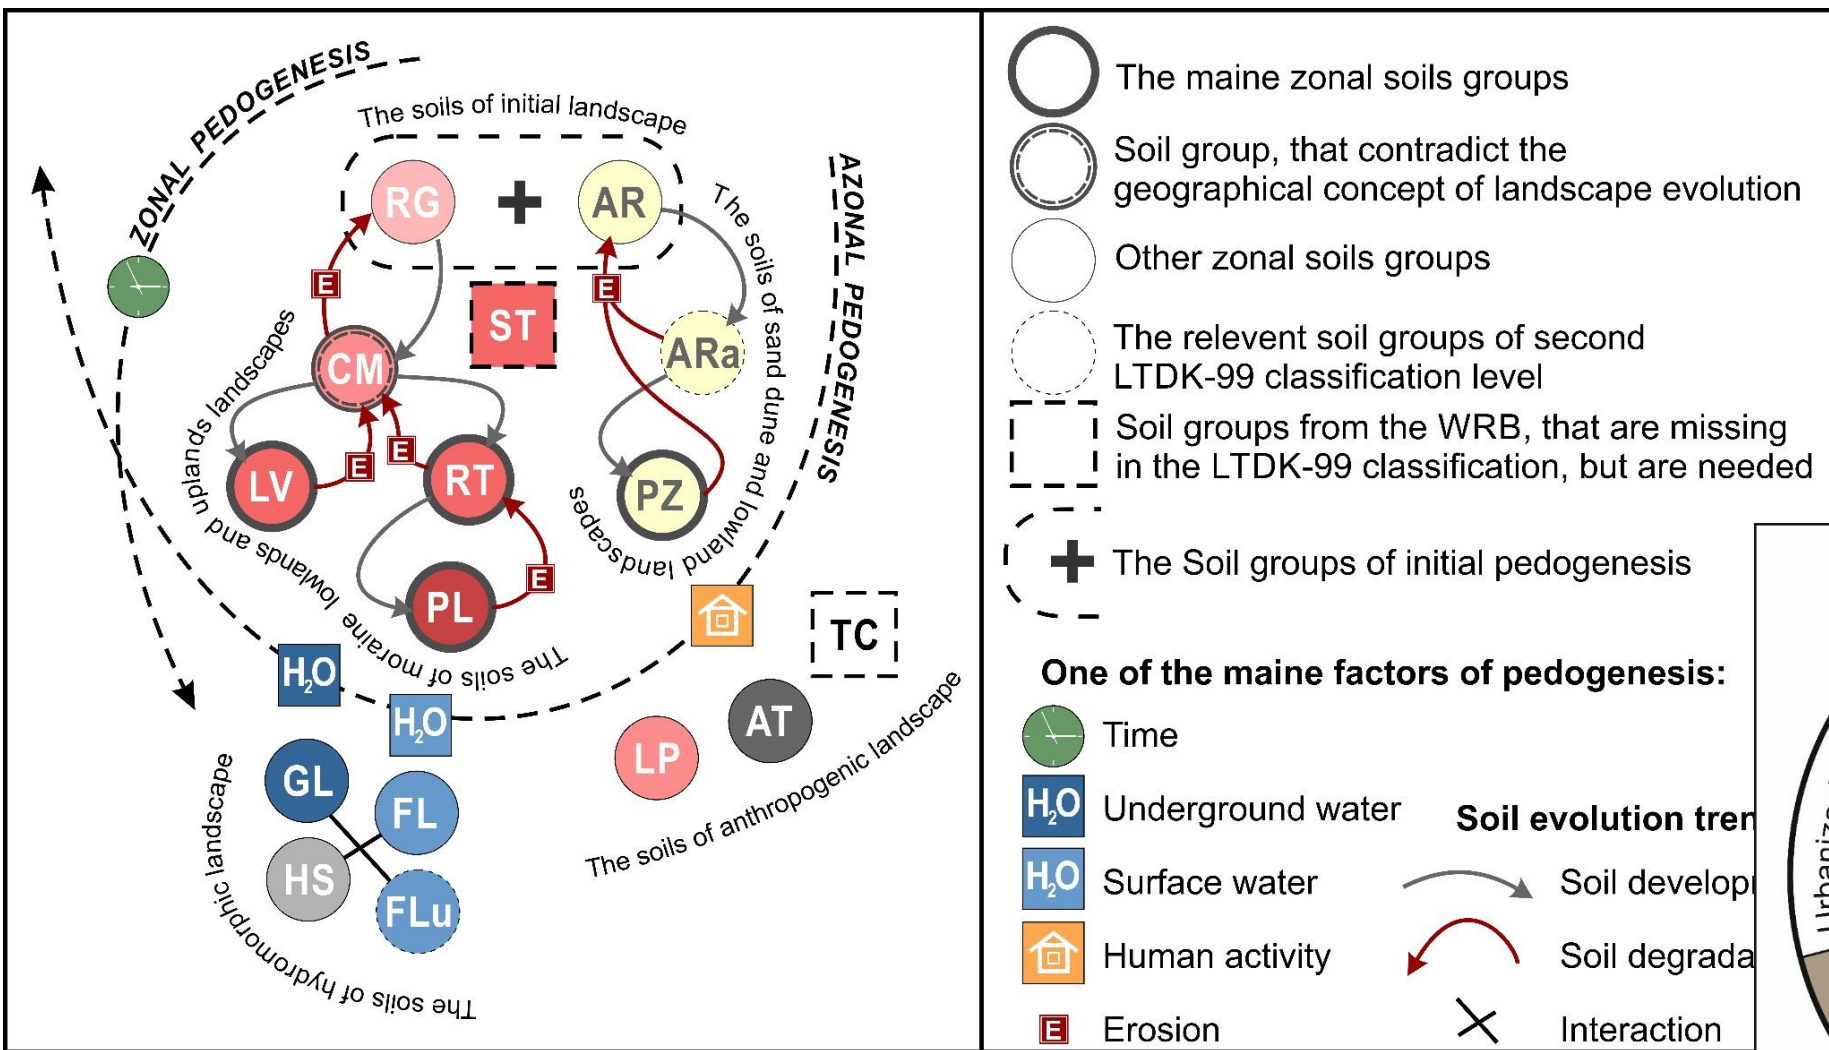 ZONAL PEDOGENESIS
The soils of initial landscape
RG
AR
AZONAL PEDOGENESIS
The soils of sand dune and lowland landscapes
E
E
ST
ARa
CM
E
E
LV
RT
PZ
E
PL
The soils of moraine lowlands and uplands landscapes
TC
H₂O
H₂O
AT
LP
GL
FL
HS
FLu
The soils of anthropogenic landscape
The soils of hydromorphic landscape
The maine zonal soils groups
Soil group, that contradict the
geographical concept of landscape evolution
Other zonal soils groups
The relevent soil groups of second
LTDK-99 classification level
Soil groups from the WRB, that are missing
in the LTDK-99 classification, but are needed
The Soil groups of initial pedogenesis
One of the maine factors of pedogenesis:
Time
H₂O Underground water
Soil evolution tren
H₂O Surface water
Soil develop
Human activity
Soil degrada
E Erosion
Interaction